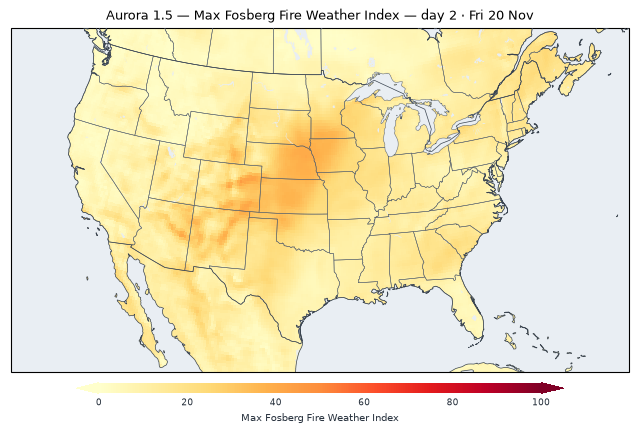 Aurora 1.5 — Max Fosberg Fire Weather Index — day 2 · Fri 20 Nov
0 20 40 60 80 100
Max Fosberg Fire Weather Index